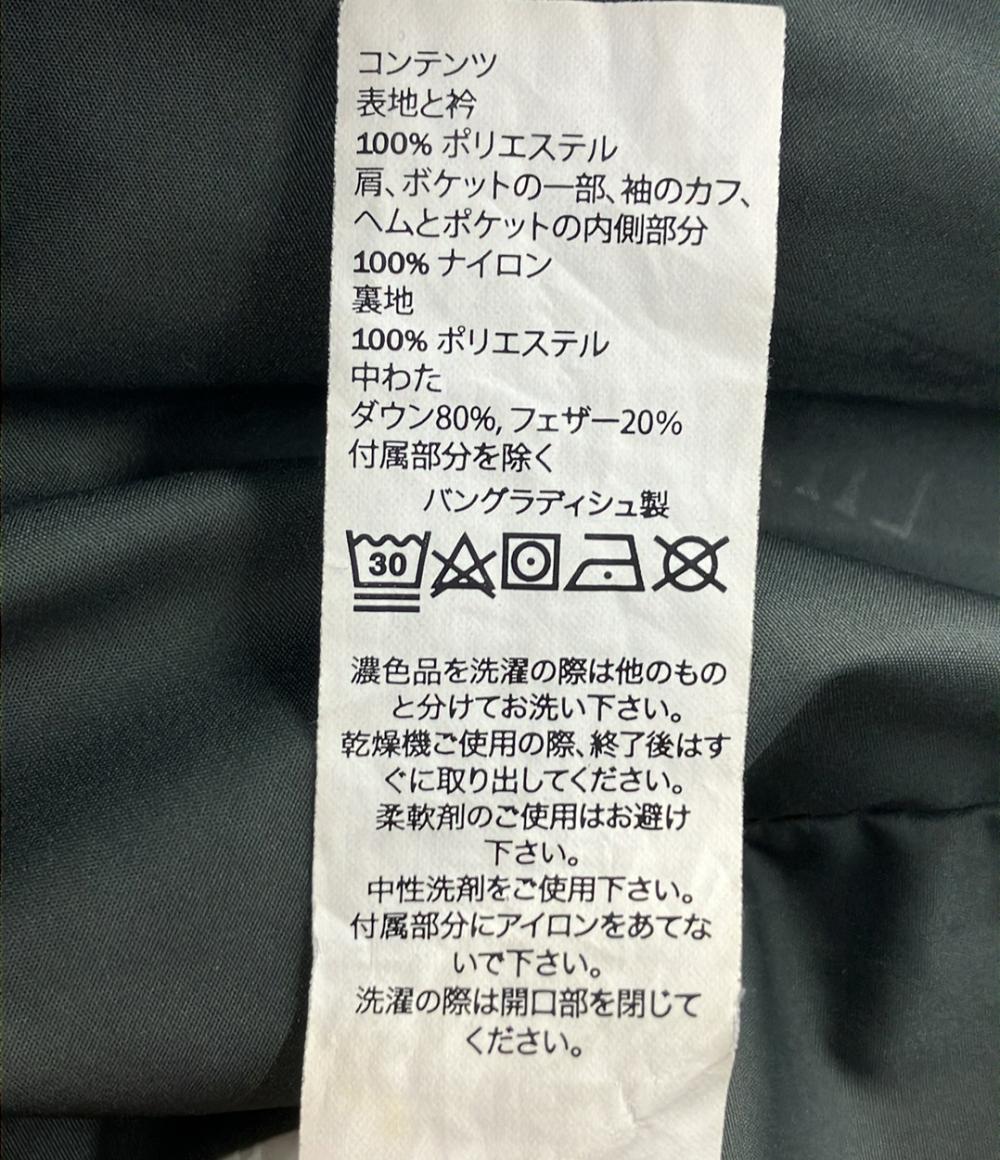 コンテンツ
表地と衿
100% ポリエステル
肩、ポケットの一部、袖のカフ、
ヘムとポケットの内側部分
100% ナイロン
裏地
100% ポリエステル
中わた
ダウン80%, フェザー20%
付属部分を除く
バングラディシュ製
30
濃色品を洗濯の際は他のもの
と分けてお洗い下さい。
乾燥機ご使用の際、終了後はす
ぐに取り出してください。
柔軟剤のご使用はお避け
下さい。
中性洗剤をご使用下さい。
付属部分にアイロンをあてな
いで下さい。
洗濯の際は開口部を閉じて
ください。